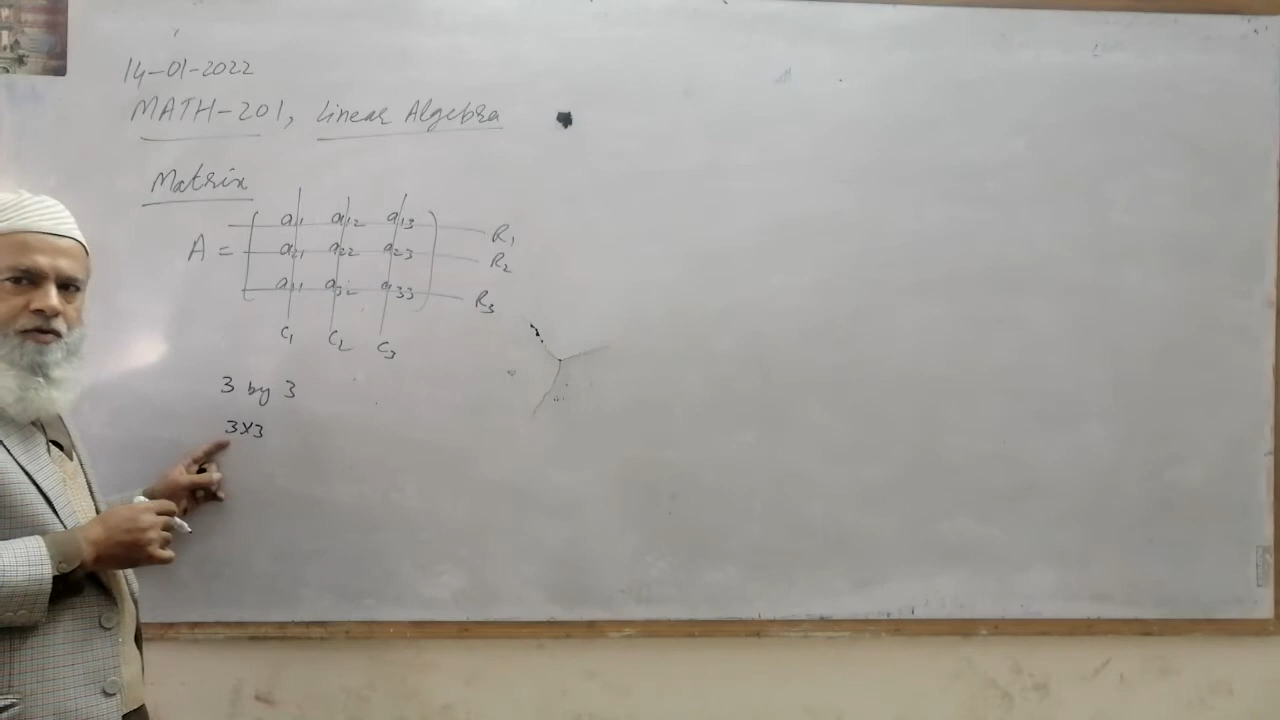 14-01-2022
MATH-201, Linear Algebra
Matrix
a11 a12 a13 R1
A = a21 a22 a23 R2
a11 a32 a33 R3
C1 C2 C3
3 by 3
3x3